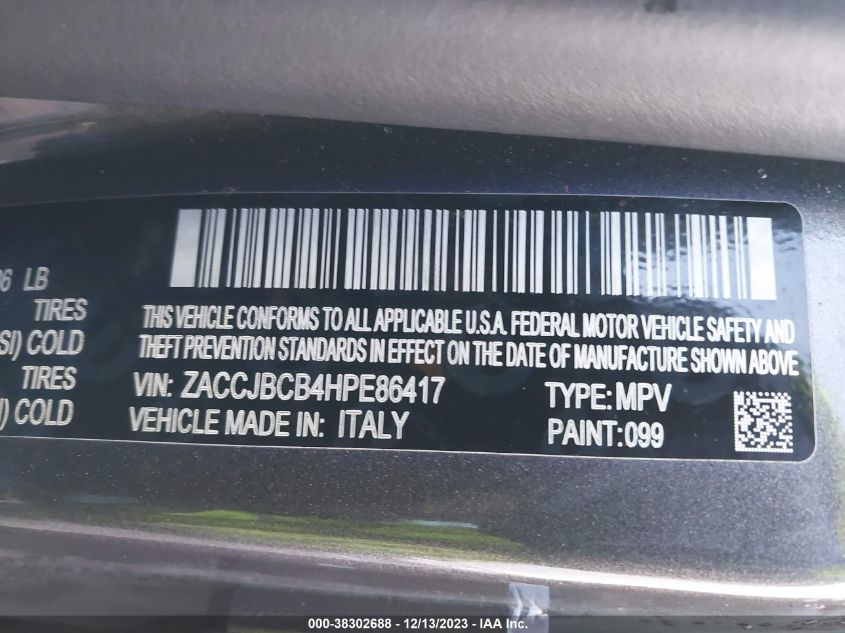 06 LB
TIRES
SI) COLD
TIRES
I) COLD
THIS VEHICLE CONFORMS TO ALL APPLICABLE U.S.A. FEDERAL MOTOR VEHICLE SAFETY AND
THEFT PREVENTION STANDARDS IN EFFECT ON THE DATE OF MANUFACTURE SHOWN ABOVE
VIN: ZACCJBCB4HPE86417 TYPE: MPV
VEHICLE MADE IN: ITALY PAINT: 099
000-38302688 - 12/13/2023 - IAA Inc.